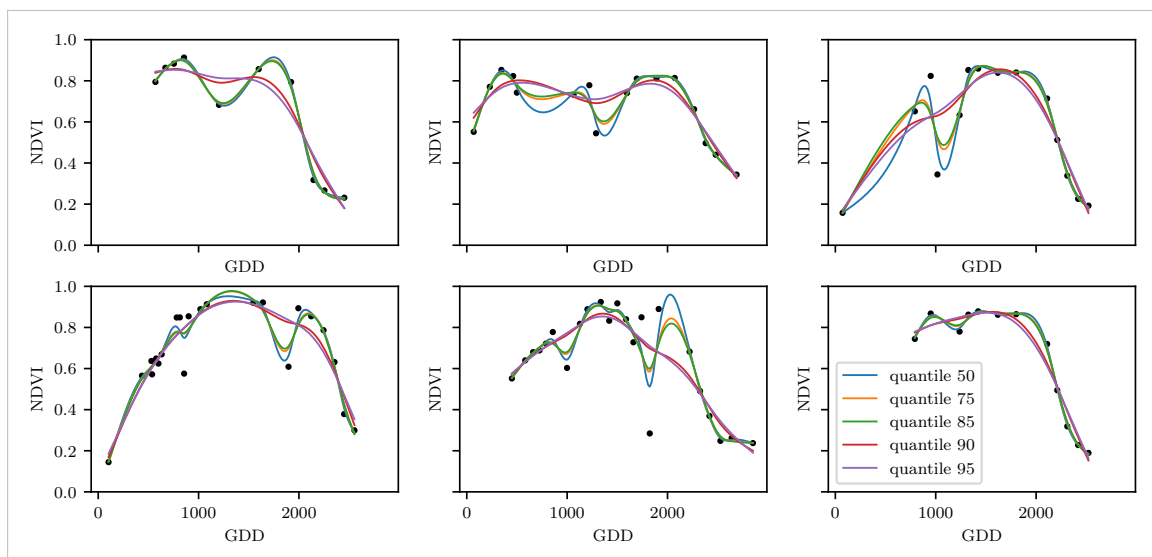 1.0
0.8
0.6
0.4
0.2
0.0
NDVI
GDD
NDVI
GDD
NDVI
GDD
1.0
0.8
0.6
0.4
0.2
0.0
NDVI
0 1000 2000
GDD
NDVI
0 1000 2000
GDD
NDVI
quantile 50
quantile 75
quantile 85
quantile 90
quantile 95
0 1000 2000
GDD